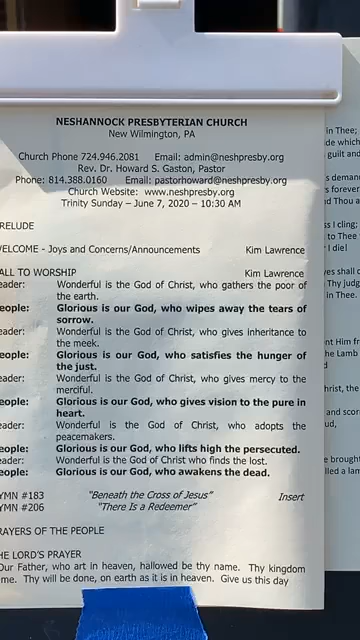 NESHANNOCK PRESBYTERIAN CHURCH
New Wilmington, PA
Church Phone 724.946.2081 Email: admin@neshpresby.org
Rev. Dr. Howard S. Gaston, Pastor
Phone: 814.388.0160 Email: pastorhoward@neshpresby.org
Church Website: www.neshpresby.org
Trinity Sunday – June 7, 2020 – 10:30 AM
RELUDE
ELCOME - Joys and Concerns/Announcements Kim Lawrence
ALL TO WORSHIP Kim Lawrence
eader: Wonderful is the God of Christ, who gathers the poor of
the earth.
eople: Glorious is our God, who wipes away the tears of
sorrow.
eader: Wonderful is the God of Christ, who gives inheritance to
the meek.
eople: Glorious is our God, who satisfies the hunger of
the just.
eader: Wonderful is the God of Christ, who gives mercy to the
merciful.
eople: Glorious is our God, who gives vision to the pure in
heart.
eader: Wonderful is the God of Christ, who adopts the
peacemakers.
eople: Glorious is our God, who lifts high the persecuted.
eader: Wonderful is the God of Christ who finds the lost.
eople: Glorious is our God, who awakens the dead.
YMN #183 "Beneath the Cross of Jesus" Insert
YMN #206 "There Is a Redeemer"
RAYERS OF THE PEOPLE
HE LORD'S PRAYER
Our Father, who art in heaven, hallowed be thy name. Thy kingdom
me. Thy will be done, on earth as it is in heaven. Give us this day
in Thee;
de which
guilt and
s deman
s forever
d Thou a
s I cling;
to Thee
I die!
yes shall c
Thy judg
in Thee.
nt Him fr
the Lamb
hrist, the
and scor
ud,
e brought
lled a lam